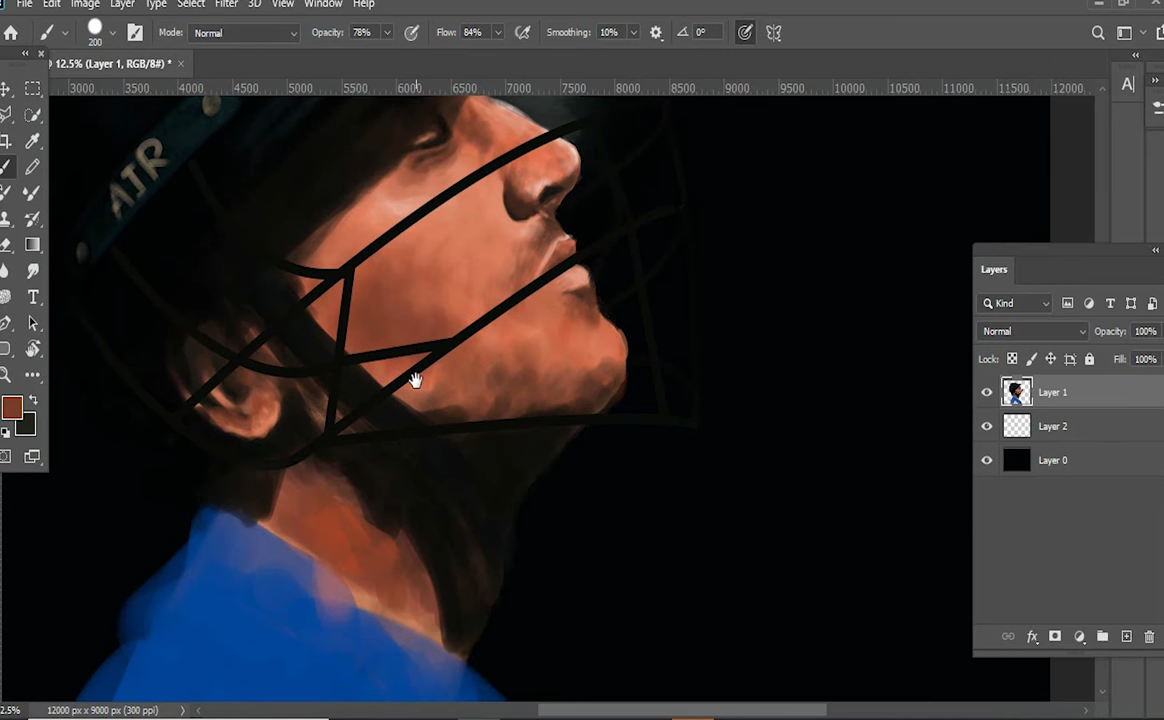 File Edit Image Layer Type Select Filter 3D View Window Help
200 Mode: Normal Opacity: 78% Flow: 84% Smoothing: 10% 0°
12.5% (Layer 1, RGB/8#) * ×
3000 3500 4000 4500 5000 5500 6000 6500 7000 7500 8000 8500 9000 9500 10000 10500 11000 11500 12000
A
AIR
T
Layers
Kind
T
Normal Opacity: 100%
Lock: Fill: 100%
Layer 1
Layer 2
Layer 0
fx
2.5% 12000 px x 9000 px (300 ppi)